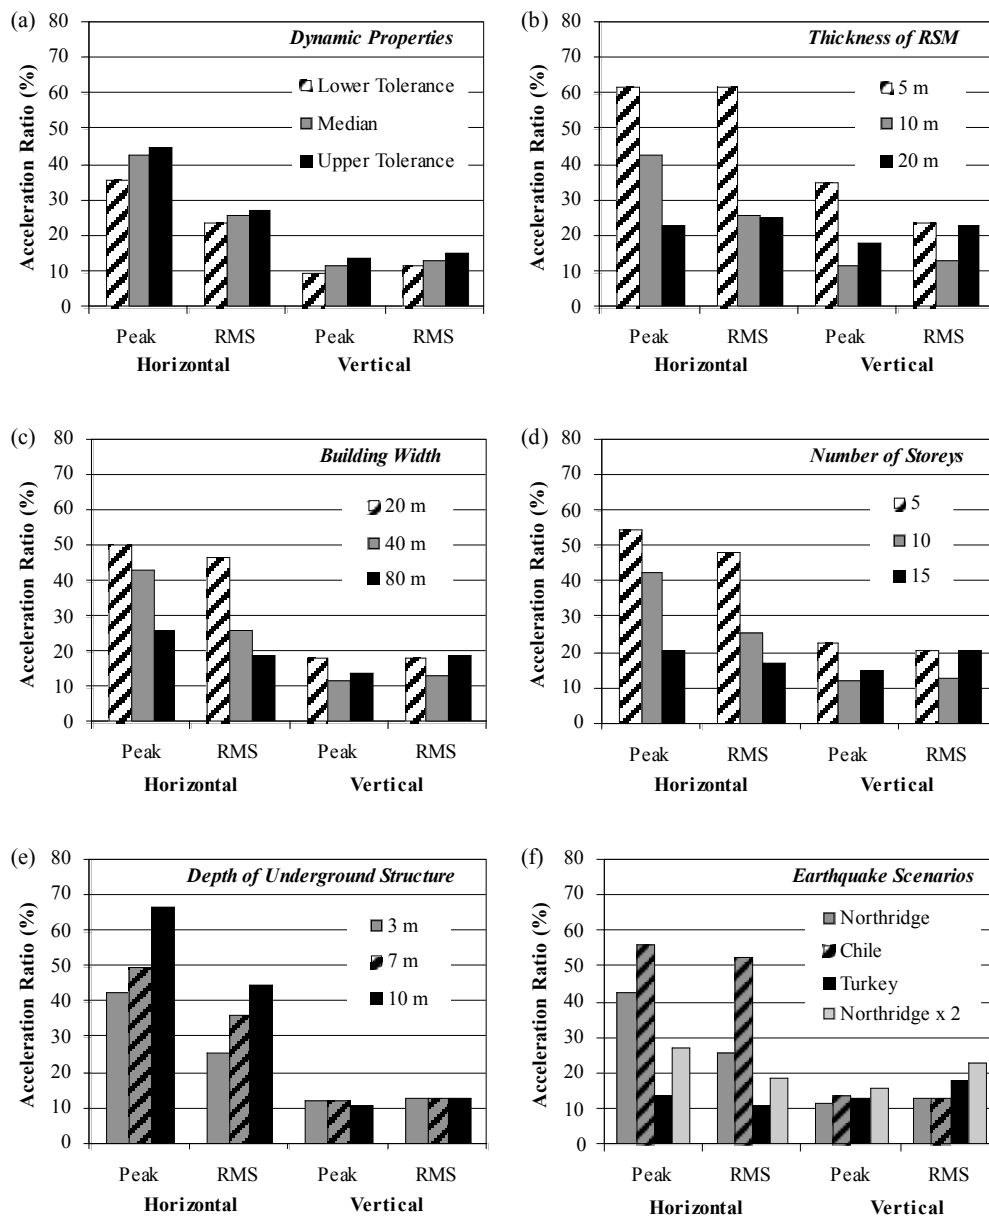 (a)
Dynamic Properties
Acceleration Ratio (%)
80
70
60
50
40
30
20
10
0
Lower Tolerance
Median
Upper Tolerance
Peak
RMS
Peak
RMS
Horizontal
Vertical
(b)
Thickness of RSM
Acceleration Ratio (%)
80
70
60
50
40
30
20
10
0
5 m
10 m
20 m
Peak
RMS
Peak
RMS
Horizontal
Vertical
(c)
Building Width
Acceleration Ratio (%)
80
70
60
50
40
30
20
10
0
20 m
40 m
80 m
Peak
RMS
Peak
RMS
Horizontal
Vertical
(d)
Number of Storeys
Acceleration Ratio (%)
80
70
60
50
40
30
20
10
0
5
10
15
Peak
RMS
Peak
RMS
Horizontal
Vertical
(e)
Depth of Underground Structure
Acceleration Ratio (%)
80
70
60
50
40
30
20
10
0
3 m
7 m
10 m
Peak
RMS
Peak
RMS
Horizontal
Vertical
(f)
Earthquake Scenarios
Acceleration Ratio (%)
80
70
60
50
40
30
20
10
0
Northridge
Chile
Turkey
Northridge x 2
Peak
RMS
Peak
RMS
Horizontal
Vertical